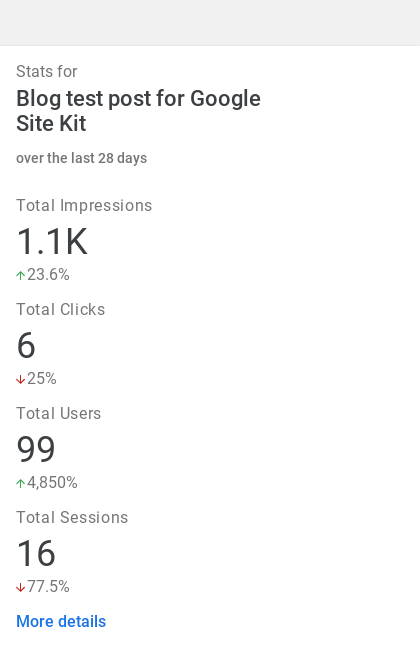 Stats for
Blog test post for Google
Site Kit
over the last 28 days
Total Impressions
1.1K
↑23.6%
Total Clicks
6
↓25%
Total Users
99
↑4,850%
Total Sessions
16
↓77.5%
More details